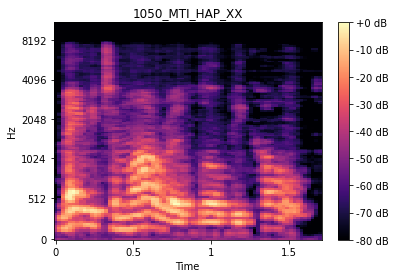 1050_MTI_HAP_XX
+0 dB
8192
-10 dB
4096
-20 dB
-30 dB
2048
Hz
-40 dB
1024
-50 dB
512
-60 dB
-70 dB
0
-80 dB
0
0.5
1
1.5
Time